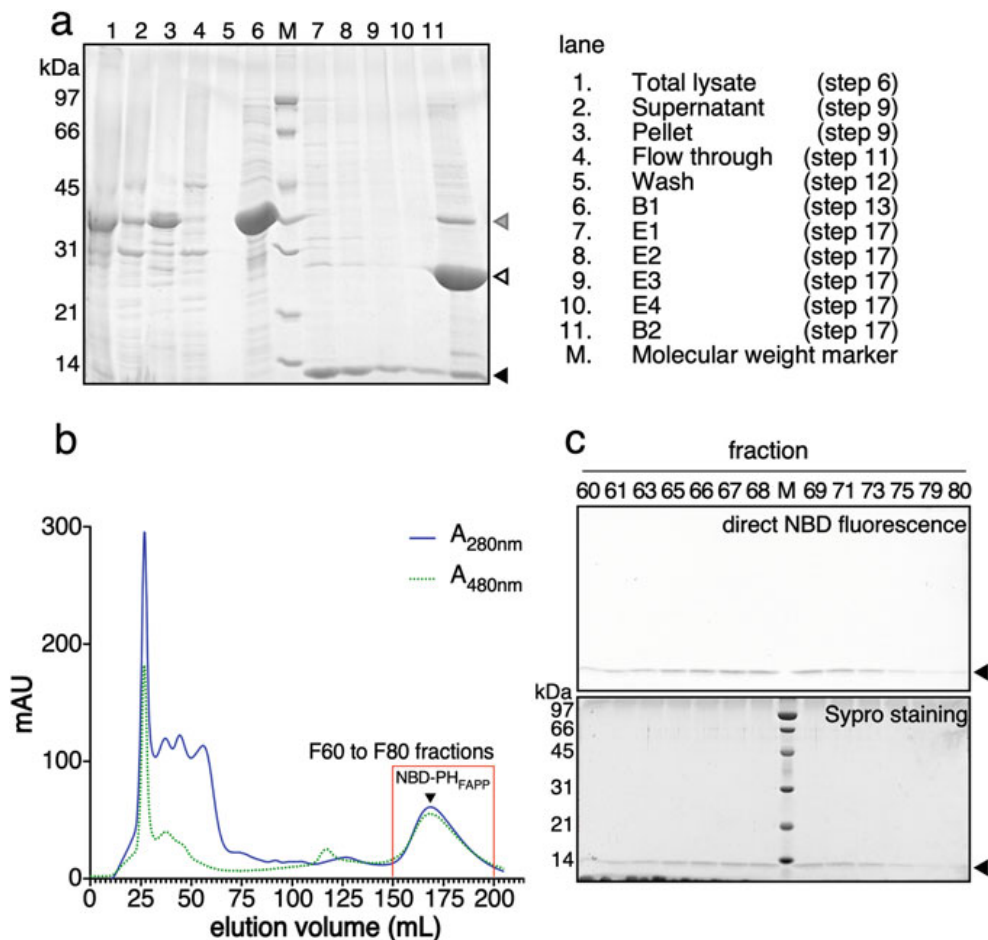 a
1 2 3 4 5 6 M 7 8 9 10 11
kDa
97
66
45
31
21
14
lane
1. Total lysate (step 6)
2. Supernatant (step 9)
3. Pellet (step 9)
4. Flow through (step 11)
5. Wash (step 12)
6. B1 (step 13)
7. E1 (step 17)
8. E2 (step 17)
9. E3 (step 17)
10. E4 (step 17)
11. B2 (step 17)
M. Molecular weight marker
b
300
200
100
0
mAU
A280nm
A480nm
F60 to F80 fractions
NBD-PHFAPP
0 25 50 75 100 125 150 175 200
elution volume (mL)
c
fraction
60 61 63 65 66 67 68 M 69 71 73 75 79 80
direct NBD fluorescence
kDa
Sypro staining
97
66
45
31
21
14